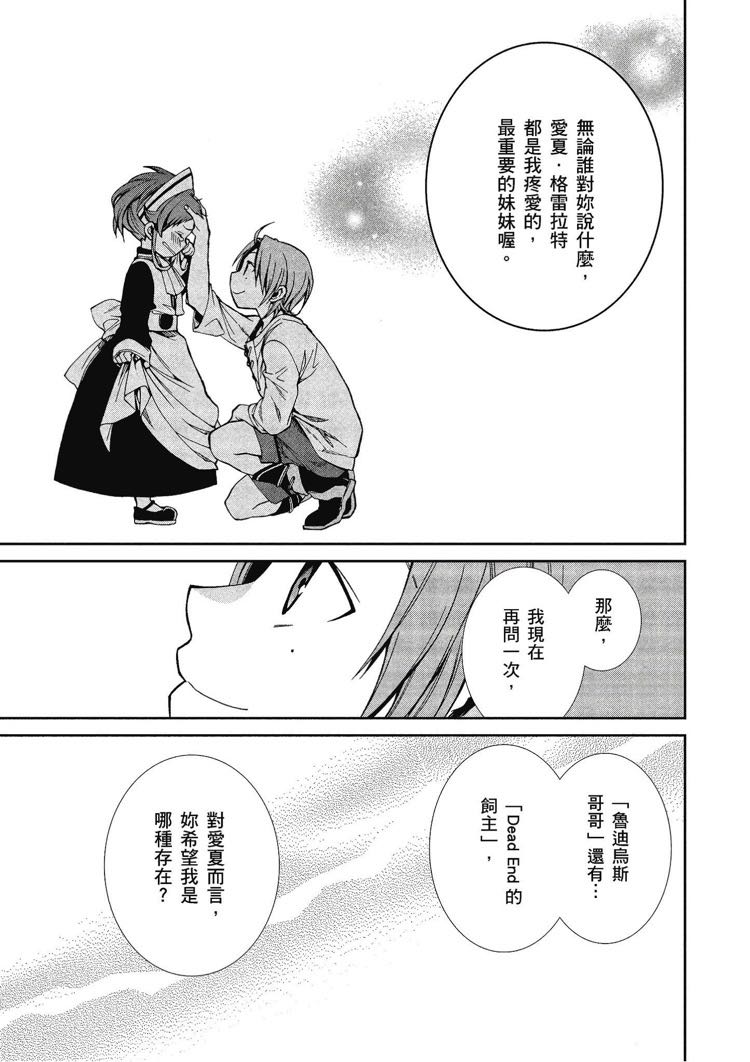 無論誰對妳說什麼，
愛夏．格雷拉特
都是我疼愛的，
最重要的妹妹喔。
那麼，
我現在
再問一次，
「魯迪烏斯
哥哥」還有…
「Dead End 的
飼主」，
對愛夏而言，
妳希望我是
哪種存在？